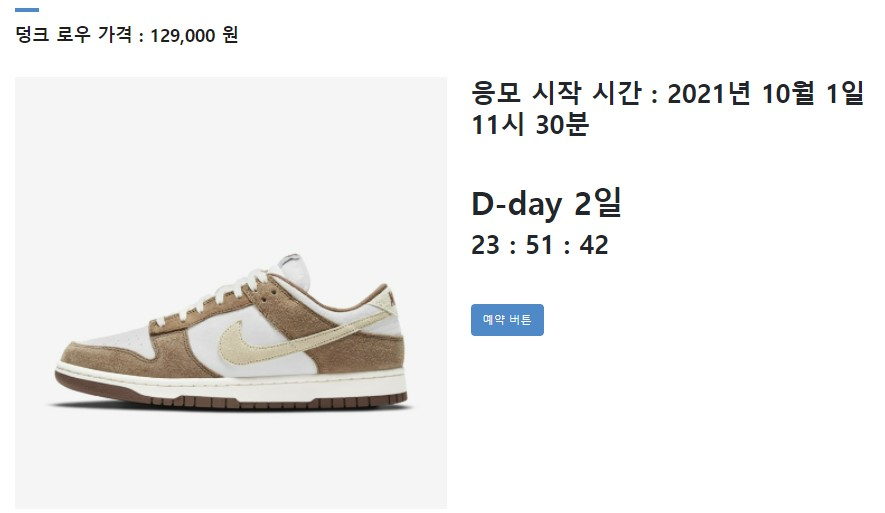 덩크 로우 가격 : 129,000 원
응모 시작 시간 : 2021년 10월 1일
11시 30분
D-day 2일
23 : 51 : 42
예약 버튼